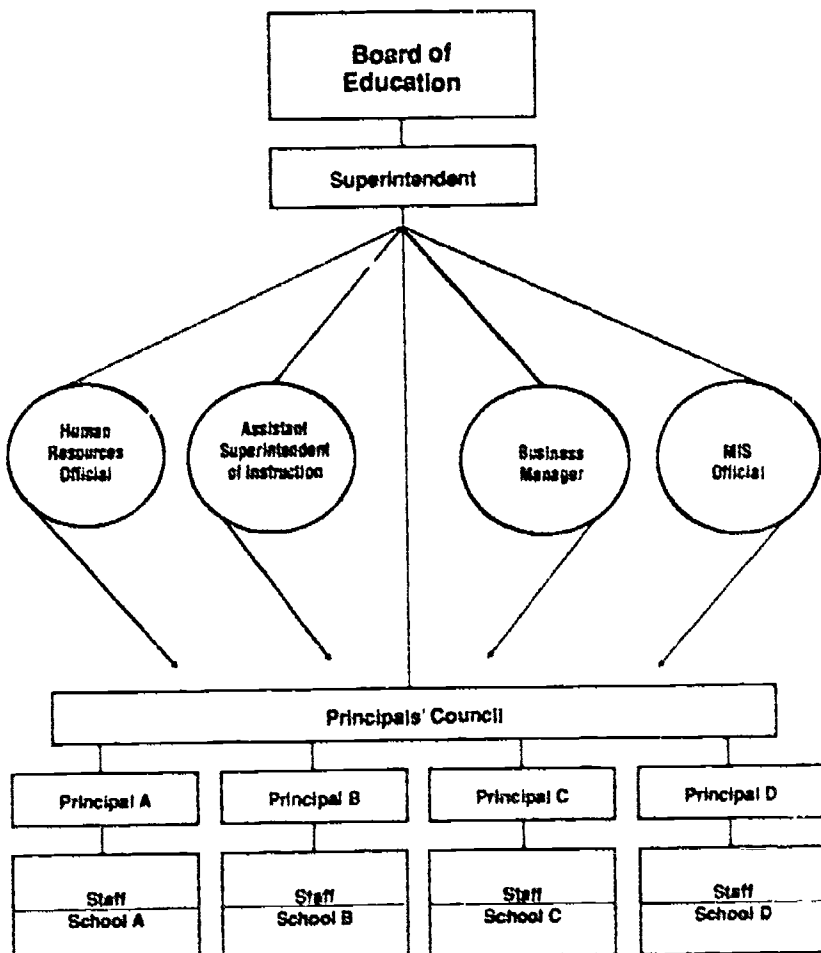 Board of
Education
Superintendent
Human
Resources
Official
Assistant
Superintendent
of Instruction
Business
Manager
MIS
Official
Principals' Council
Principal A
Principal B
Principal C
Principal D
Staff
School A
Staff
School B
Staff
School C
Staff
School D